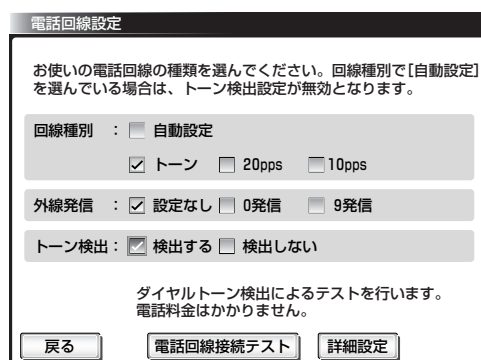 電話回線設定
お使いの電話回線の種類を選んでください。回線種別で[自動設定]
を選んでいる場合は、トーン検出設定が無効となります。
回線種別 : 自動設定
トーン 20pps 10pps
外線発信 : 設定なし 0発信 9発信
トーン検出 : 検出する 検出しない
ダイヤルトーン検出によるテストを行います。
電話料金はかかりません。
戻る 電話回線接続テスト 詳細設定